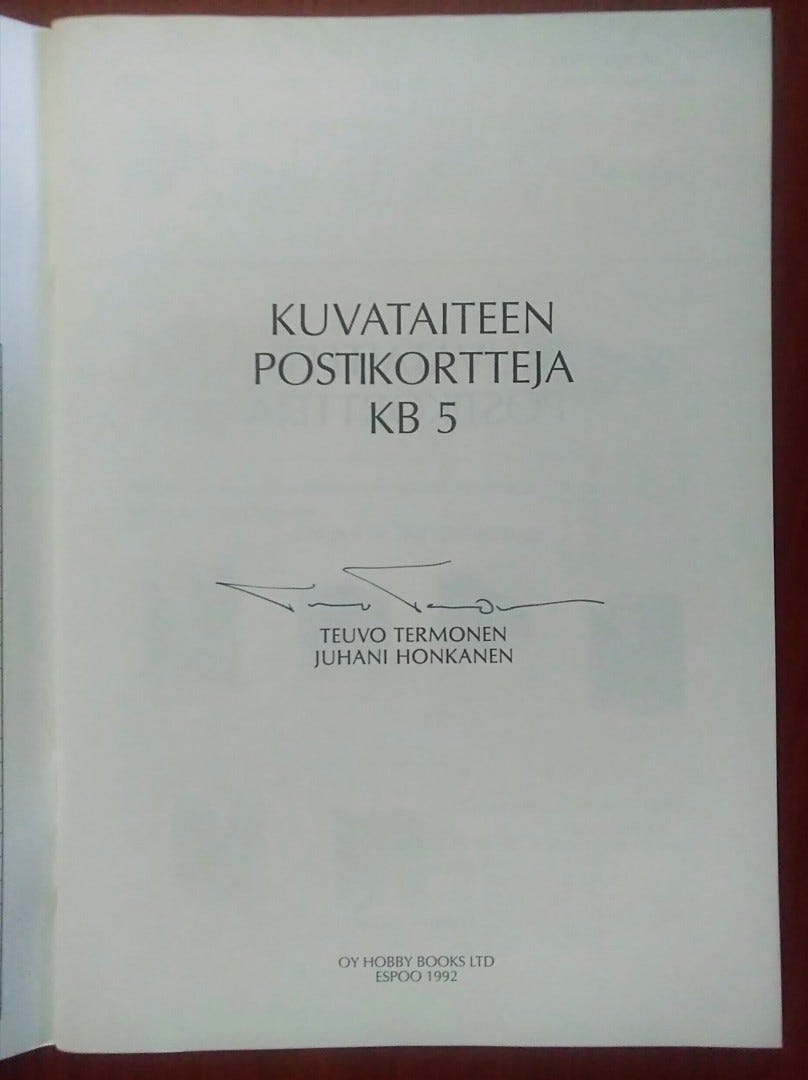 KUVATAITEEN
POSTIKORTTEJA
KB 5
TEUVO TERMONEN
JUHANI HONKANEN
OY HOBBY BOOKS LTD
ESPOO 1992